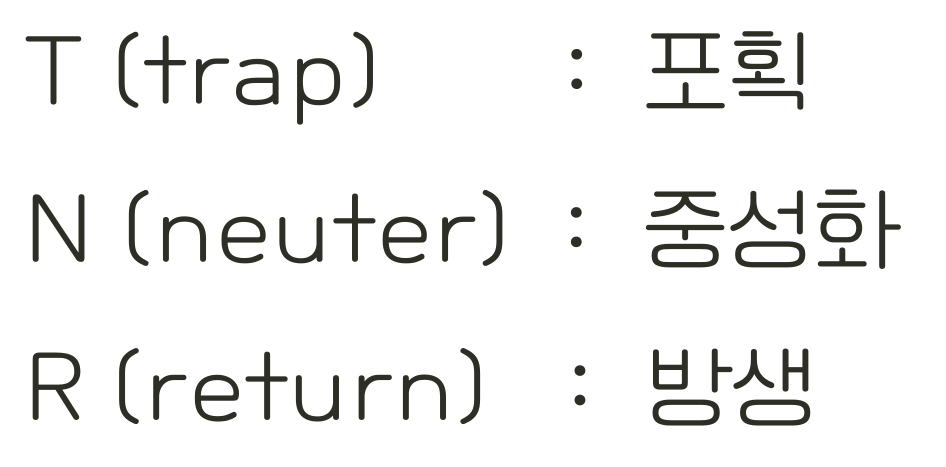 T (trap) : 포획
N (neuter) : 중성화
R (return) : 방생